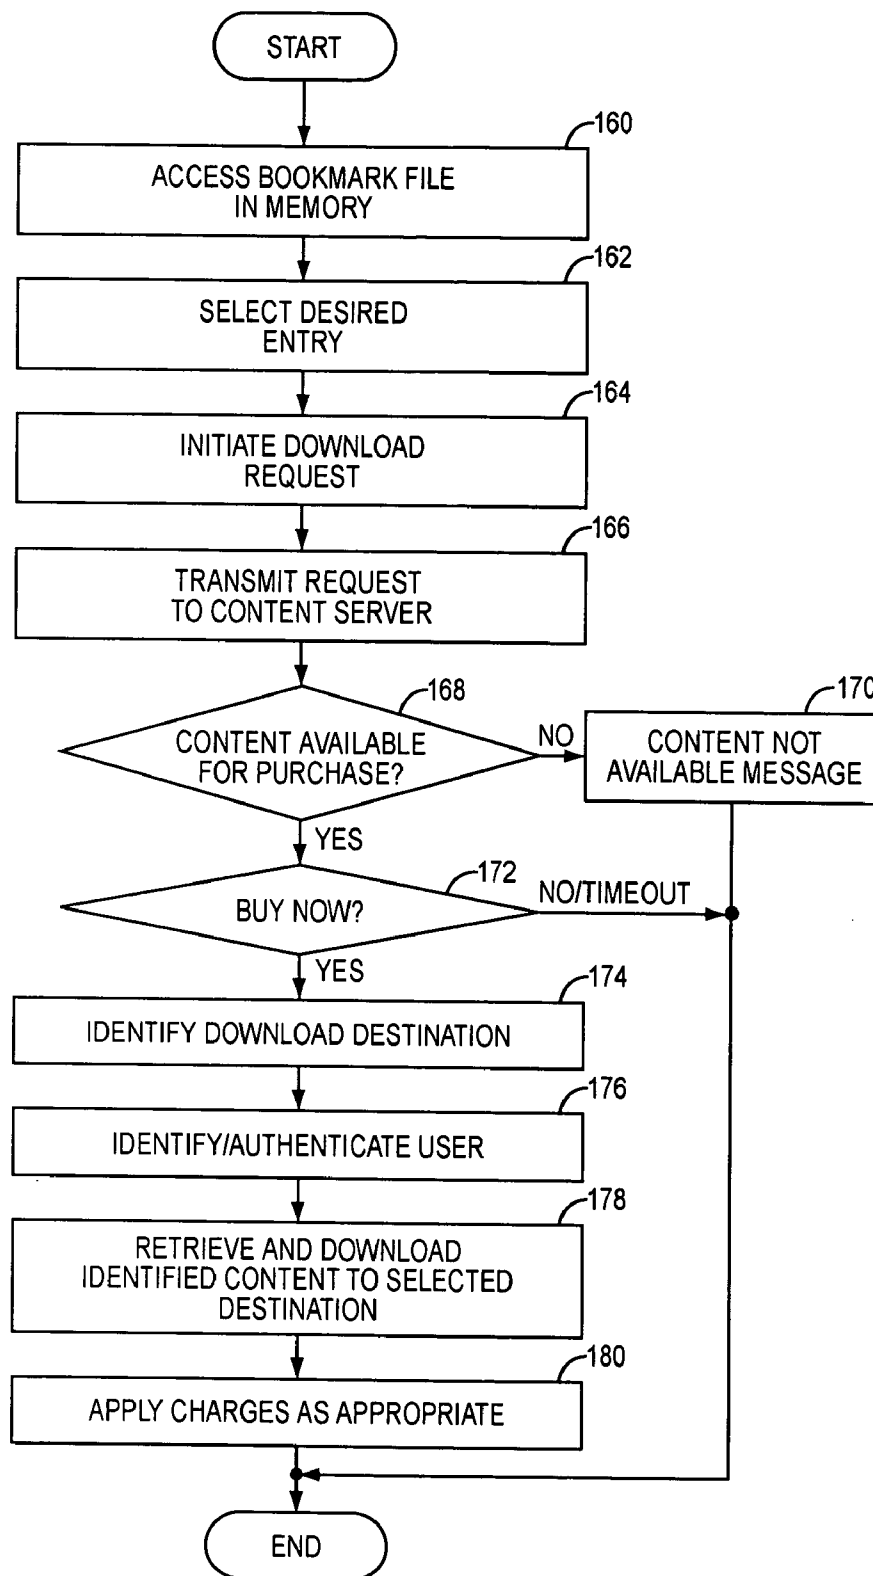 START
160
ACCESS BOOKMARK FILE
IN MEMORY
162
SELECT DESIRED
ENTRY
164
INITIATE DOWNLOAD
REQUEST
166
TRANSMIT REQUEST
TO CONTENT SERVER
168
CONTENT AVAILABLE
FOR PURCHASE?
NO
170
CONTENT NOT
AVAILABLE MESSAGE
YES
172
BUY NOW?
NO/TIMEOUT
YES
174
IDENTIFY DOWNLOAD DESTINATION
176
IDENTIFY/AUTHENTICATE USER
178
RETRIEVE AND DOWNLOAD
IDENTIFIED CONTENT TO SELECTED
DESTINATION
180
APPLY CHARGES AS APPROPRIATE
END